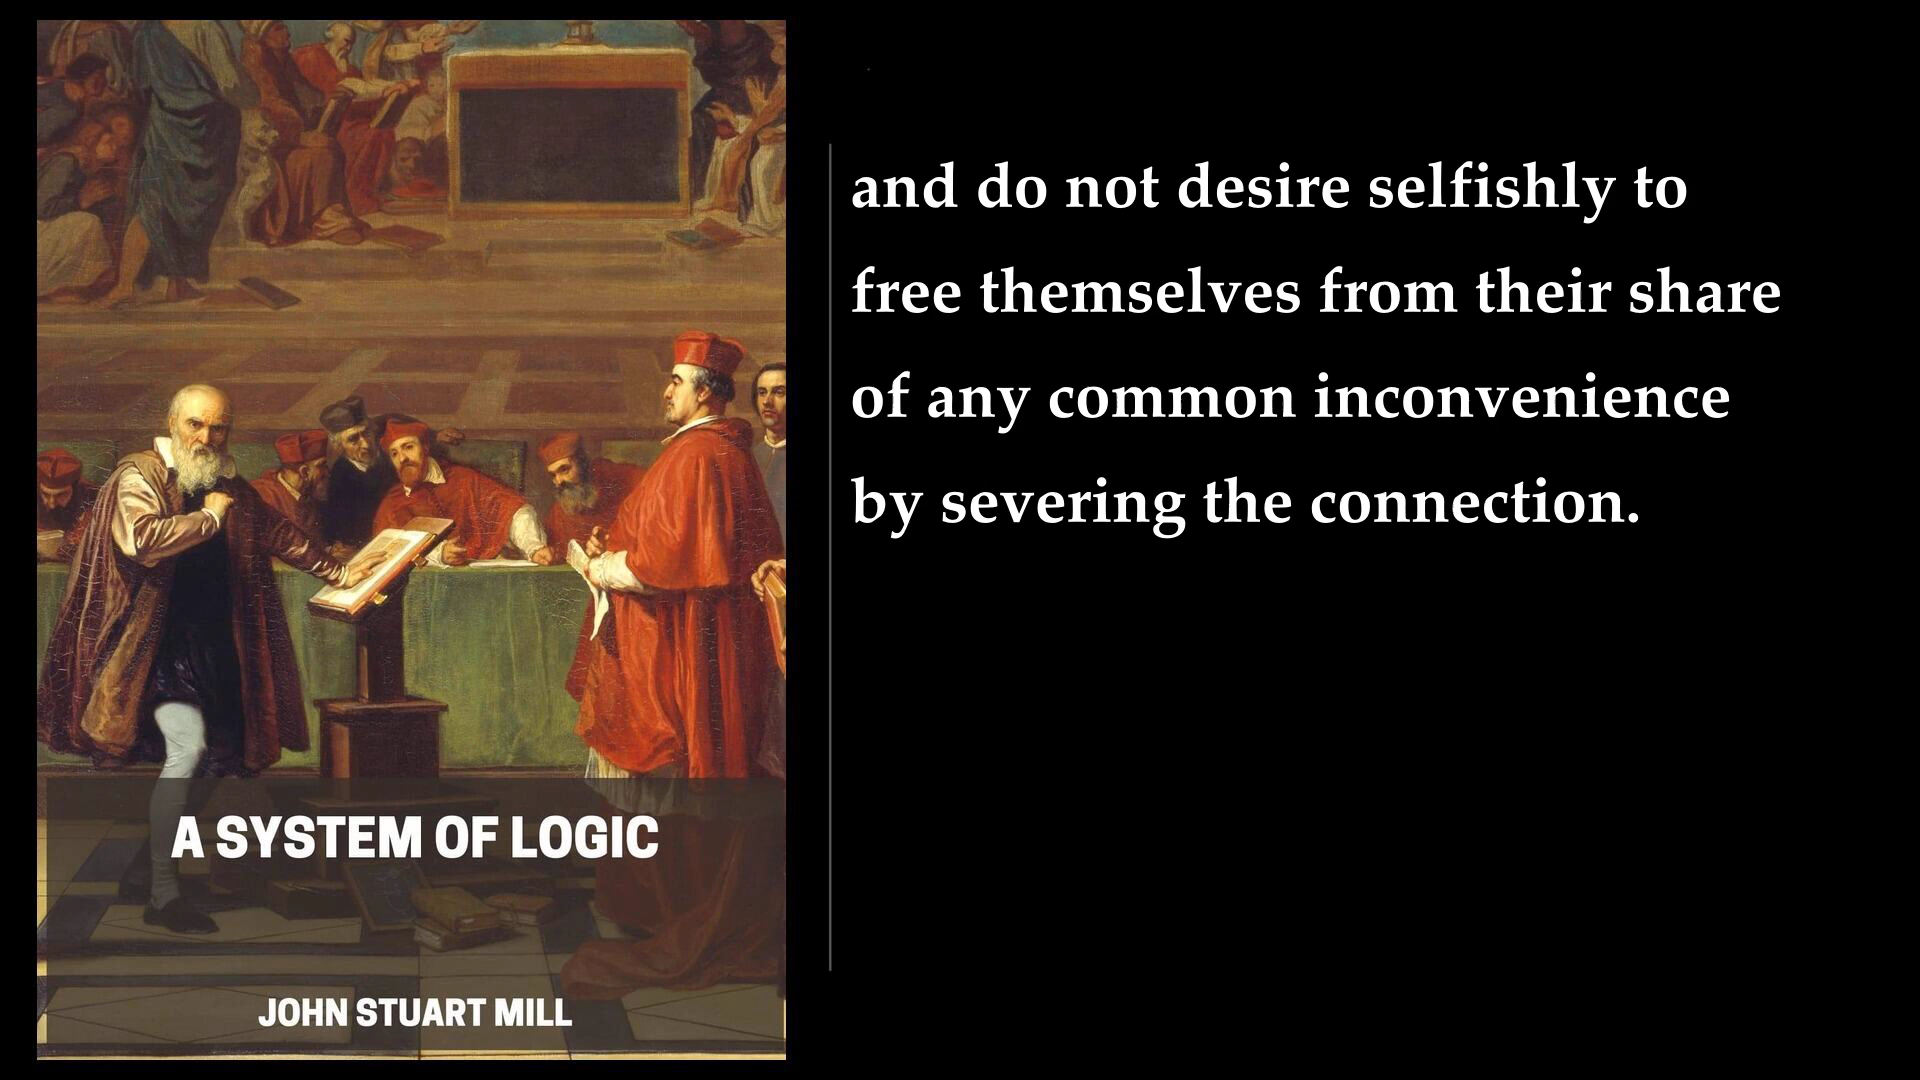 A SYSTEM OF LOGIC
JOHN STUART MILL
and do not desire selfishly to
free themselves from their share
of any common inconvenience
by severing the connection.